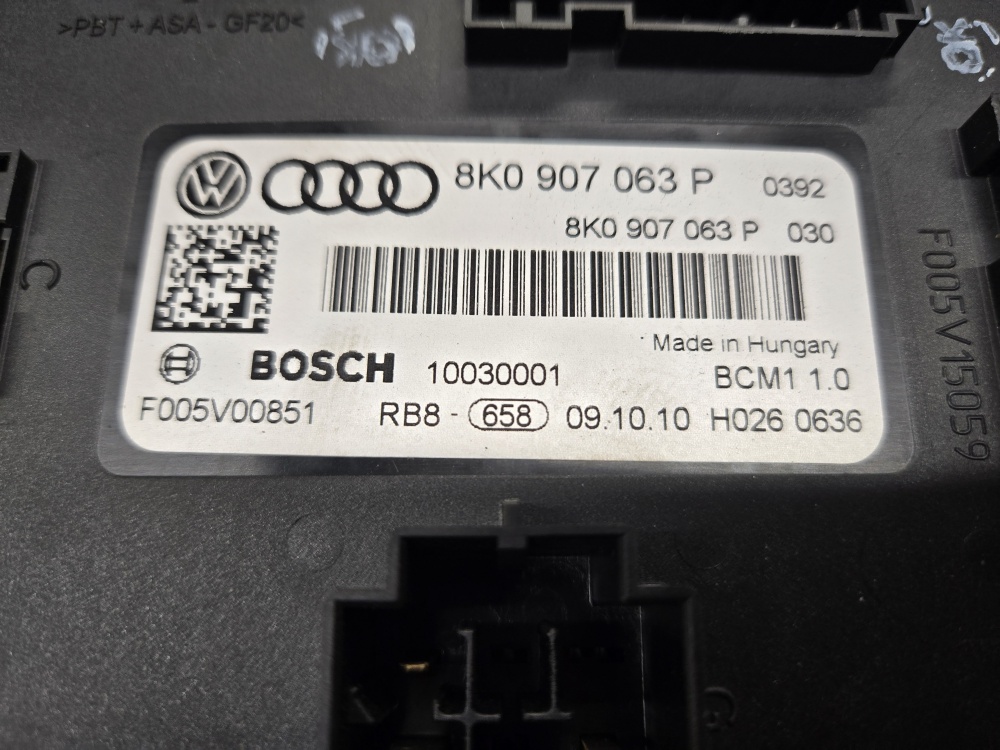 >PBT + ASA - GF20<
8K0 907 063 P 0392
8K0 907 063 P 030
Made in Hungary
BOSCH 10030001 BCM1 1.0
F005V00851 RB8 - 658 09.10.10 H026 0636
F005V15059
C
G